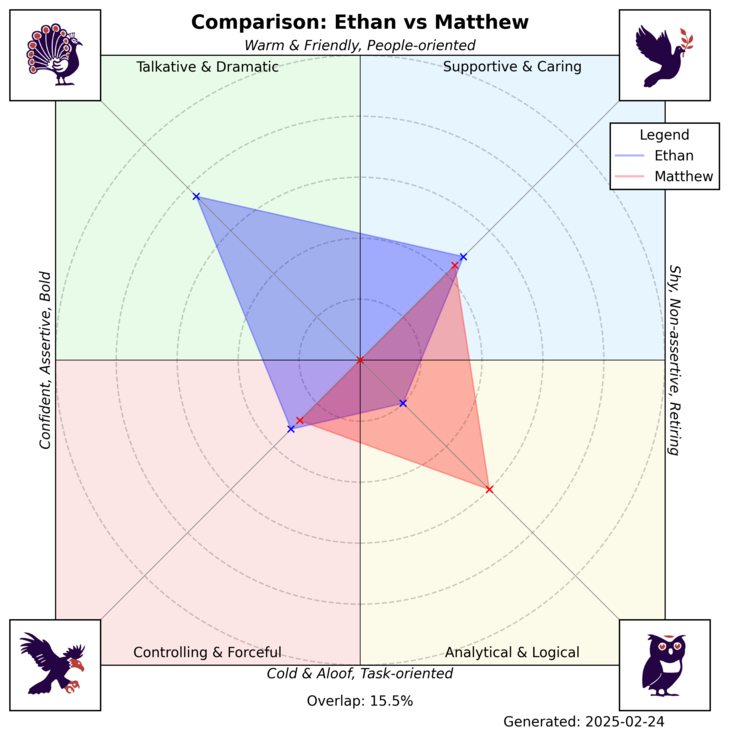 Comparison: Ethan vs Matthew
Warm & Friendly, People-oriented
Talkative & Dramatic
Supportive & Caring
Legend
Ethan
Matthew
Confident, Assertive, Bold
Shy, Non-assertive, Retiring
Controlling & Forceful
Analytical & Logical
Cold & Aloof, Task-oriented
Overlap: 15.5%
Generated: 2025-02-24